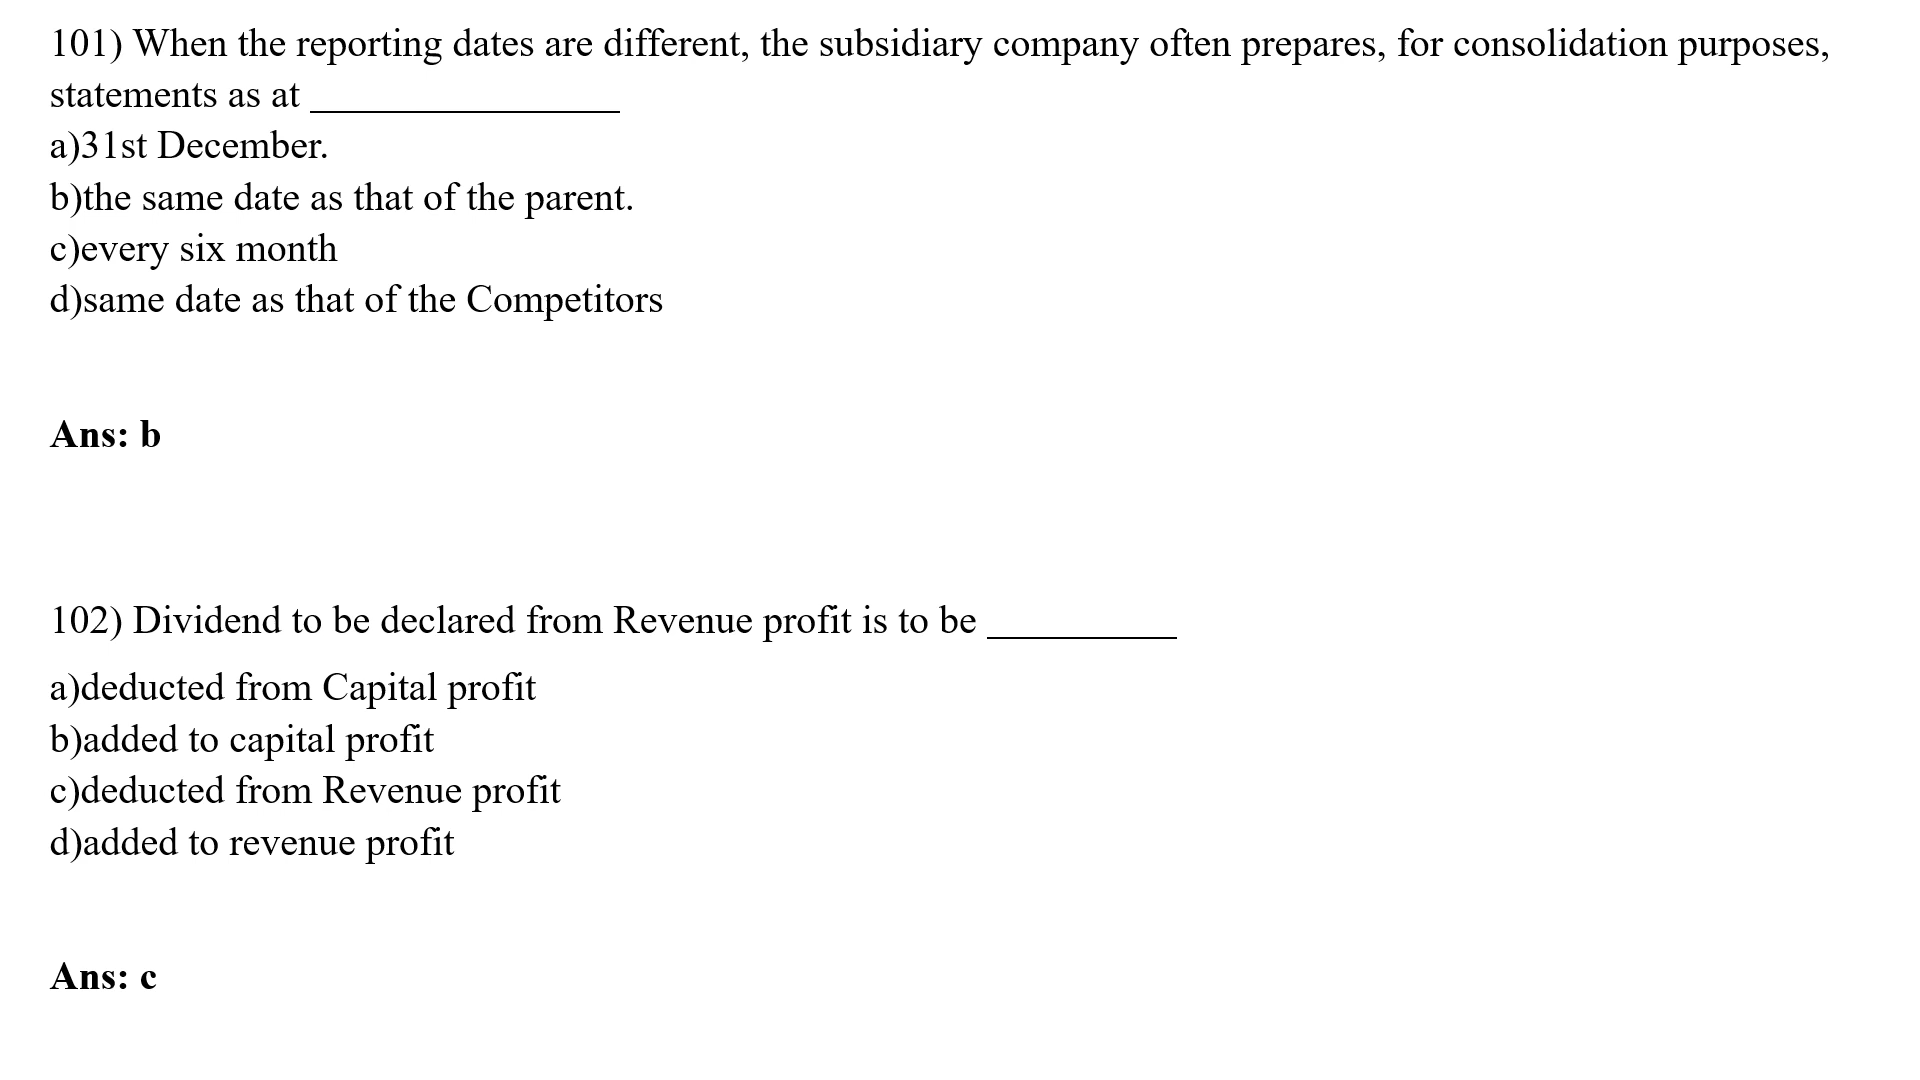 101) When the reporting dates are different, the subsidiary company often prepares, for consolidation purposes,
statements as at _______________
a)31st December.
b)the same date as that of the parent.
c)every six month
d)same date as that of the Competitors
Ans: b
102) Dividend to be declared from Revenue profit is to be _________
a)deducted from Capital profit
b)added to capital profit
c)deducted from Revenue profit
d)added to revenue profit
Ans: c